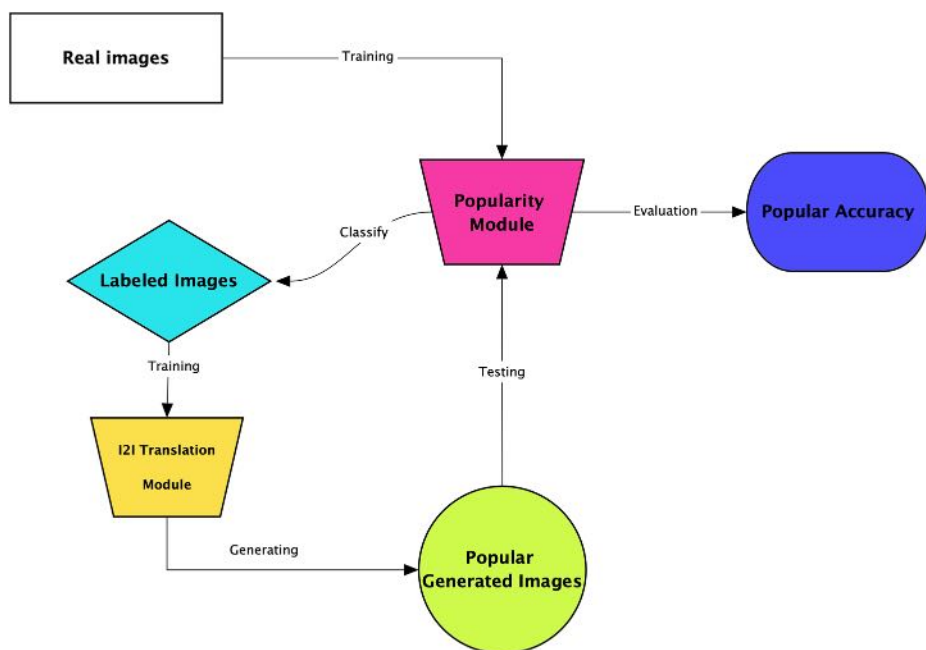 Real images
Training
Popularity
Module
Evaluation
Popular Accuracy
Classify
Labeled Images
Training
Testing
I2I Translation
Module
Generating
Popular
Generated Images